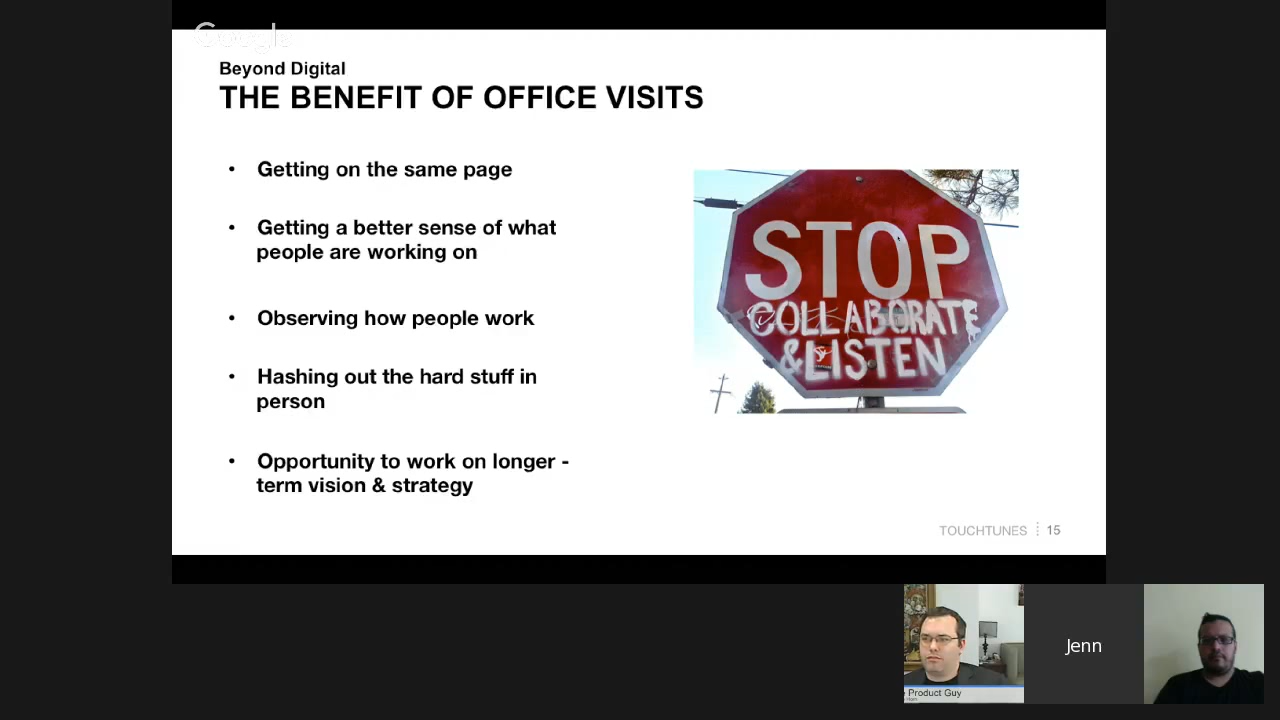 Google
Beyond Digital
THE BENEFIT OF OFFICE VISITS
• Getting on the same page
• Getting a better sense of what
people are working on
• Observing how people work
• Hashing out the hard stuff in
person
• Opportunity to work on longer -
term vision & strategy
STOP
COLLABORATE
&LISTEN
TOUCHTUNES 15
Product Guy
Jenn